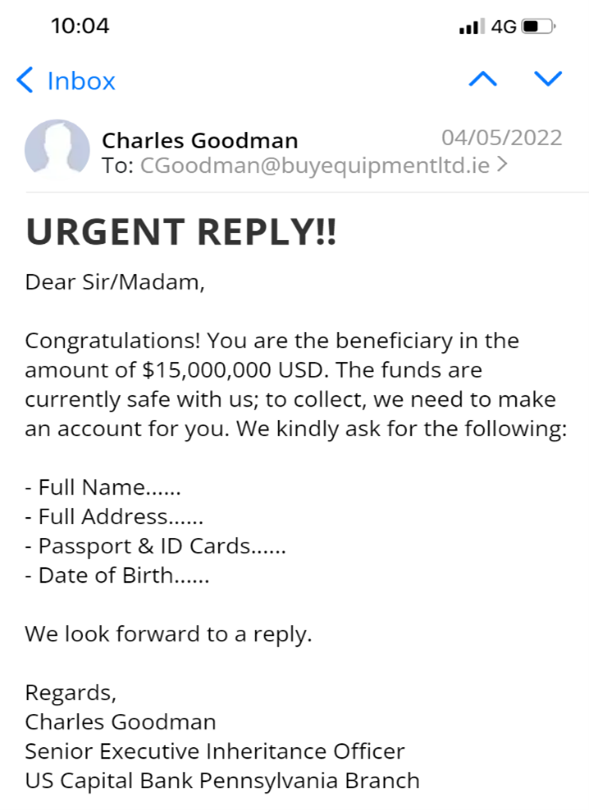 10:04 4G
Inbox
Charles Goodman 04/05/2022
To: CGoodman@buyequipmentltd.ie
URGENT REPLY!!
Dear Sir/Madam,
Congratulations! You are the beneficiary in the
amount of $15,000,000 USD. The funds are
currently safe with us; to collect, we need to make
an account for you. We kindly ask for the following:
- Full Name......
- Full Address......
- Passport & ID Cards......
- Date of Birth......
We look forward to a reply.
Regards,
Charles Goodman
Senior Executive Inheritance Officer
US Capital Bank Pennsylvania Branch